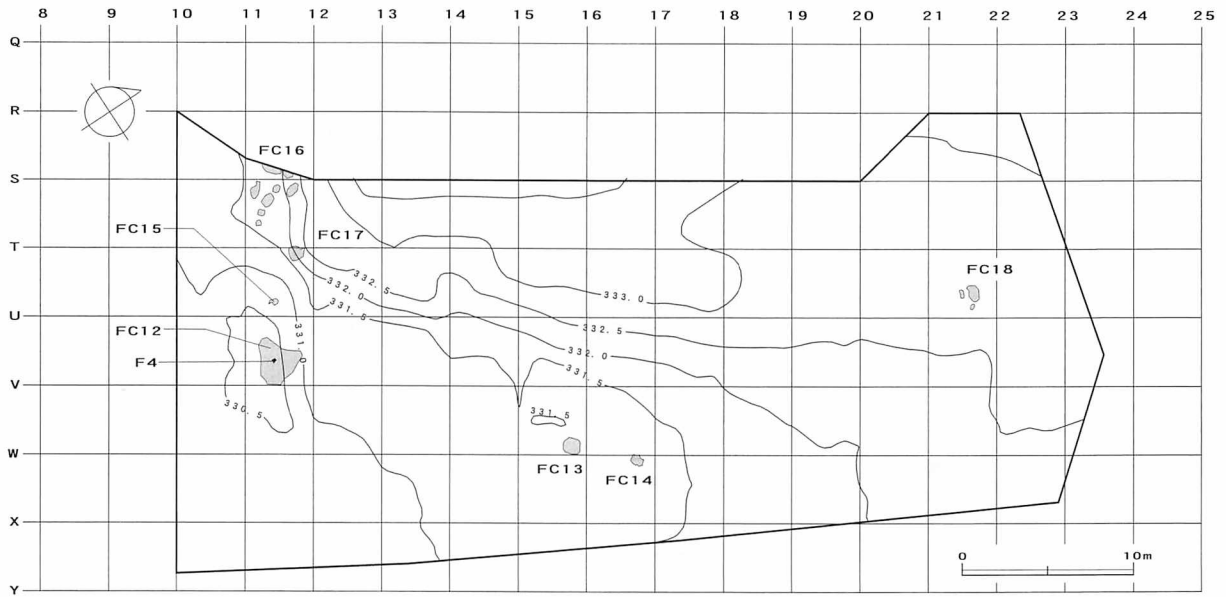 8 9 10 11 12 13 14 15 16 17 18 19 20 21 22 23 24 25
Q
R
FC16
S
FC15
FC17
T
332.5
332.0
331.5
333.0
FC18
U
FC12
331.0
332.5
F4
332.0
331.5
V
330.5
331.5
W
FC13
FC14
X
0 10m
Y